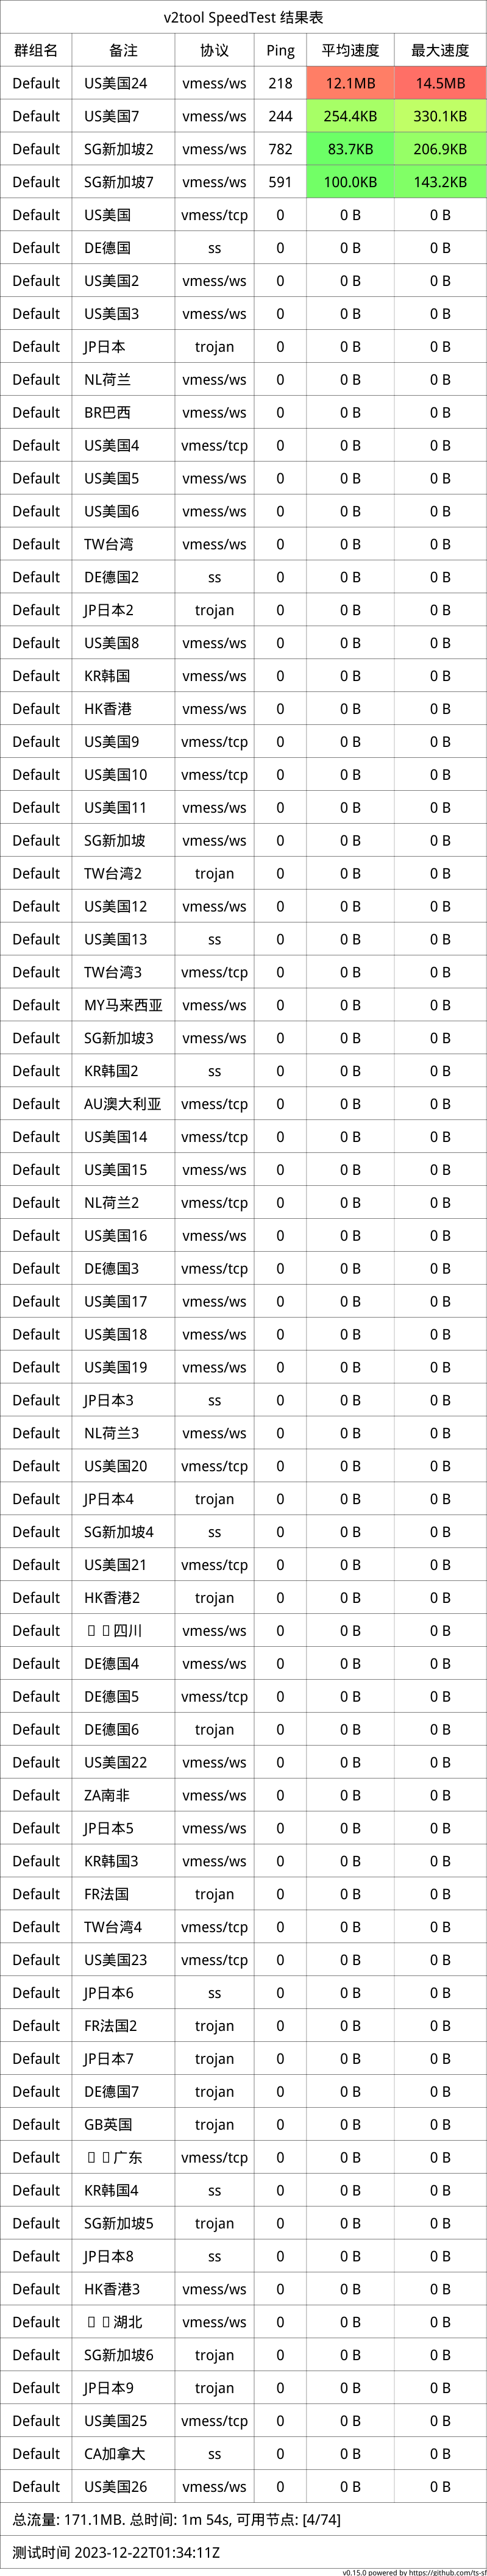 v2tool SpeedTest 结果表
群组名 备注 协议 Ping 平均速度 最大速度
Default US美国24 vmess/ws 218 12.1MB 14.5MB
Default US美国7 vmess/ws 244 254.4KB 330.1KB
Default SG新加坡2 vmess/ws 782 83.7KB 206.9KB
Default SG新加坡7 vmess/ws 591 100.0KB 143.2KB
Default US美国 vmess/tcp 0 0 B 0 B
Default DE德国 ss 0 0 B 0 B
Default US美国2 vmess/ws 0 0 B 0 B
Default US美国3 vmess/ws 0 0 B 0 B
Default JP日本 trojan 0 0 B 0 B
Default NL荷兰 vmess/ws 0 0 B 0 B
Default BR巴西 vmess/ws 0 0 B 0 B
Default US美国4 vmess/tcp 0 0 B 0 B
Default US美国5 vmess/ws 0 0 B 0 B
Default US美国6 vmess/ws 0 0 B 0 B
Default TW台湾 vmess/ws 0 0 B 0 B
Default DE德国2 ss 0 0 B 0 B
Default JP日本2 trojan 0 0 B 0 B
Default US美国8 vmess/ws 0 0 B 0 B
Default KR韩国 vmess/ws 0 0 B 0 B
Default HK香港 vmess/ws 0 0 B 0 B
Default US美国9 vmess/tcp 0 0 B 0 B
Default US美国10 vmess/tcp 0 0 B 0 B
Default US美国11 vmess/ws 0 0 B 0 B
Default SG新加坡 vmess/ws 0 0 B 0 B
Default TW台湾2 trojan 0 0 B 0 B
Default US美国12 vmess/ws 0 0 B 0 B
Default US美国13 ss 0 0 B 0 B
Default TW台湾3 vmess/tcp 0 0 B 0 B
Default MY马来西亚 vmess/ws 0 0 B 0 B
Default SG新加坡3 vmess/ws 0 0 B 0 B
Default KR韩国2 ss 0 0 B 0 B
Default AU澳大利亚 vmess/tcp 0 0 B 0 B
Default US美国14 vmess/tcp 0 0 B 0 B
Default US美国15 vmess/ws 0 0 B 0 B
Default NL荷兰2 vmess/tcp 0 0 B 0 B
Default US美国16 vmess/ws 0 0 B 0 B
Default DE德国3 vmess/tcp 0 0 B 0 B
Default US美国17 vmess/ws 0 0 B 0 B
Default US美国18 vmess/ws 0 0 B 0 B
Default US美国19 vmess/ws 0 0 B 0 B
Default JP日本3 ss 0 0 B 0 B
Default NL荷兰3 vmess/ws 0 0 B 0 B
Default US美国20 vmess/tcp 0 0 B 0 B
Default JP日本4 trojan 0 0 B 0 B
Default SG新加坡4 ss 0 0 B 0 B
Default US美国21 vmess/tcp 0 0 B 0 B
Default HK香港2 trojan 0 0 B 0 B
Default 四川 vmess/ws 0 0 B 0 B
Default DE德国4 vmess/ws 0 0 B 0 B
Default DE德国5 vmess/tcp 0 0 B 0 B
Default DE德国6 trojan 0 0 B 0 B
Default US美国22 vmess/ws 0 0 B 0 B
Default ZA南非 vmess/ws 0 0 B 0 B
Default JP日本5 vmess/ws 0 0 B 0 B
Default KR韩国3 vmess/ws 0 0 B 0 B
Default FR法国 trojan 0 0 B 0 B
Default TW台湾4 vmess/tcp 0 0 B 0 B
Default US美国23 vmess/tcp 0 0 B 0 B
Default JP日本6 ss 0 0 B 0 B
Default FR法国2 trojan 0 0 B 0 B
Default JP日本7 trojan 0 0 B 0 B
Default DE德国7 trojan 0 0 B 0 B
Default GB英国 trojan 0 0 B 0 B
Default 广东 vmess/tcp 0 0 B 0 B
Default KR韩国4 ss 0 0 B 0 B
Default SG新加坡5 trojan 0 0 B 0 B
Default JP日本8 ss 0 0 B 0 B
Default HK香港3 vmess/ws 0 0 B 0 B
Default 湖北 vmess/ws 0 0 B 0 B
Default SG新加坡6 trojan 0 0 B 0 B
Default JP日本9 trojan 0 0 B 0 B
Default US美国25 vmess/tcp 0 0 B 0 B
Default CA加拿大 ss 0 0 B 0 B
Default US美国26 vmess/ws 0 0 B 0 B
总流量: 171.1MB. 总时间: 1m 54s, 可用节点: [4/74]
测试时间 2023-12-22T01:34:11Z
v0.15.0 powered by https://github.com/ts-sf